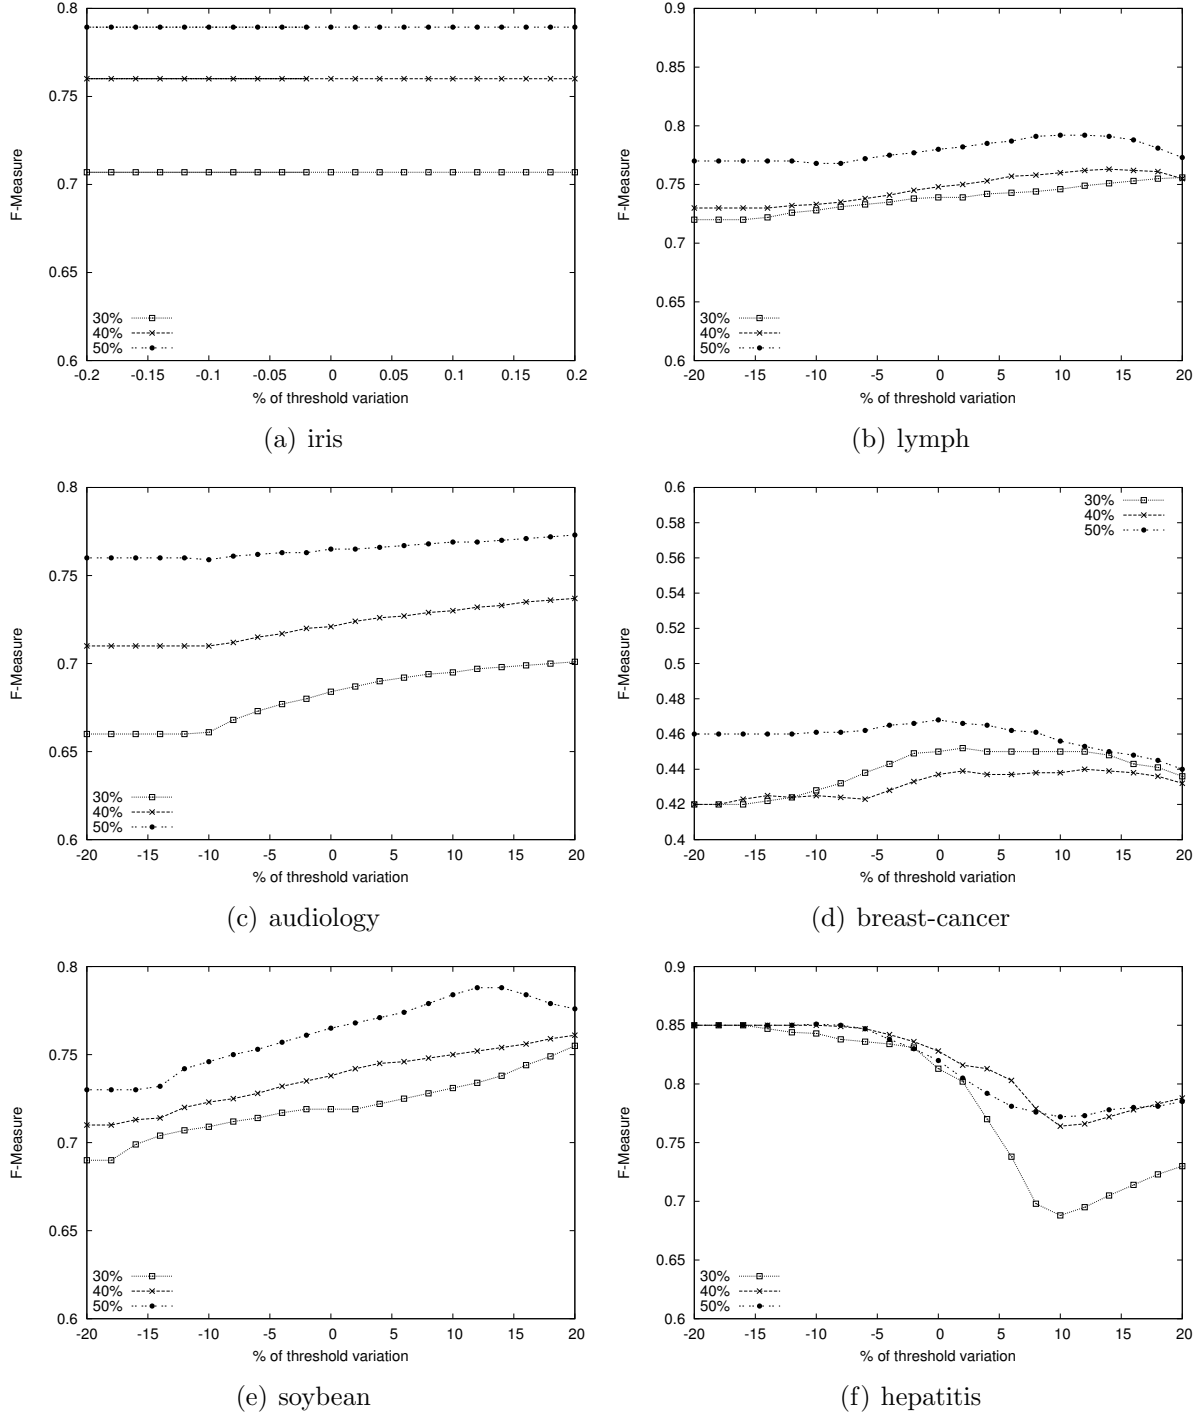 0.8
0.75
0.7
0.65
0.6
F-Measure
30%
40%
50%
-0.2 -0.15 -0.1 -0.05 0 0.05 0.1 0.15 0.2
% of threshold variation
(a) iris
0.9
0.85
0.8
0.75
0.7
0.65
0.6
F-Measure
30%
40%
50%
-20 -15 -10 -5 0 5 10 15 20
% of threshold variation
(b) lymph
0.8
0.75
0.7
0.65
0.6
F-Measure
30%
40%
50%
-20 -15 -10 -5 0 5 10 15 20
% of threshold variation
(c) audiology
0.6
0.58
0.56
0.54
0.52
0.5
0.48
0.46
0.44
0.42
0.4
F-Measure
30%
40%
50%
-20 -15 -10 -5 0 5 10 15 20
% of threshold variation
(d) breast-cancer
0.8
0.75
0.7
0.65
0.6
F-Measure
30%
40%
50%
-20 -15 -10 -5 0 5 10 15 20
% of threshold variation
(e) soybean
0.9
0.85
0.8
0.75
0.7
0.65
0.6
F-Measure
30%
40%
50%
-20 -15 -10 -5 0 5 10 15 20
% of threshold variation
(f) hepatitis